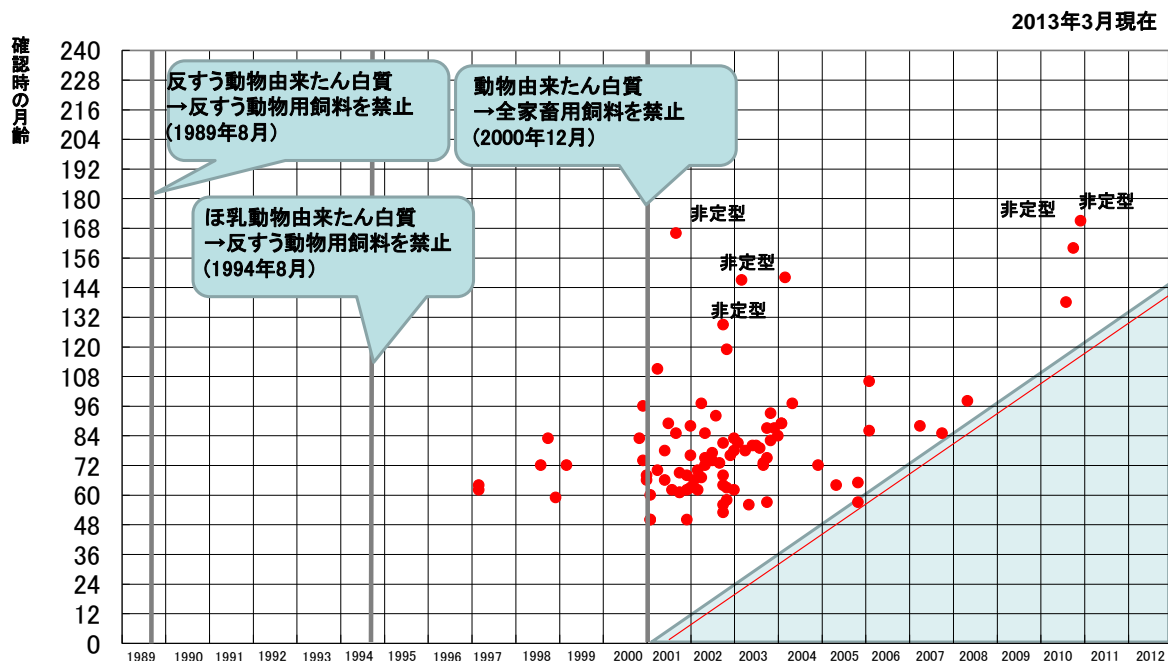 2013年3月現在
確認時の月齢
240
228
216
204
192
180
168
156
144
132
120
108
96
84
72
60
48
36
24
12
0
反すう動物由来たん白質
→反すう動物用飼料を禁止
(1989年8月)
動物由来たん白質
→全家畜用飼料を禁止
(2000年12月)
ほ乳動物由来たん白質
→反すう動物用飼料を禁止
(1994年8月)
非定型
非定型
非定型
非定型
非定型
1989 1990 1991 1992 1993 1994 1995 1996 1997 1998 1999 2000 2001 2002 2003 2004 2005 2006 2007 2008 2009 2010 2011 2012